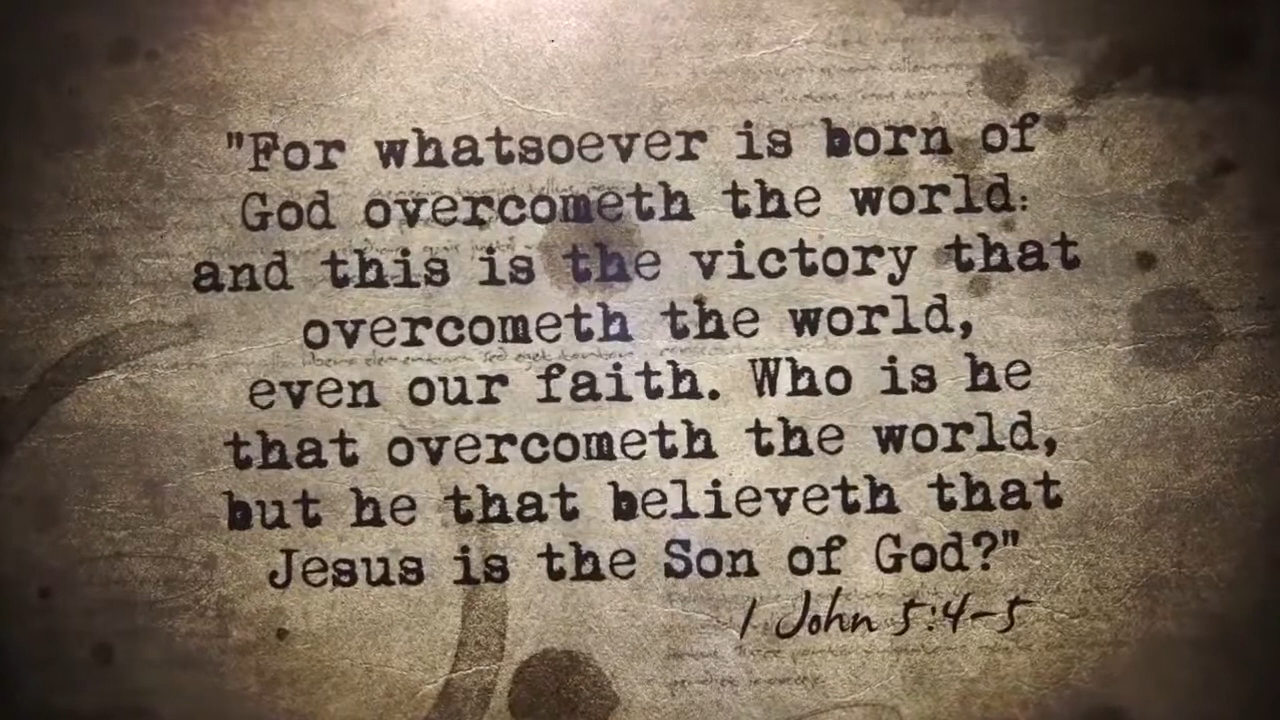 "For whatsoever is born of
God overcometh the world:
and this is the victory that
overcometh the world,
even our faith. Who is he
that overcometh the world,
but he that believeth that
Jesus is the Son of God?"
1 John 5:4-5